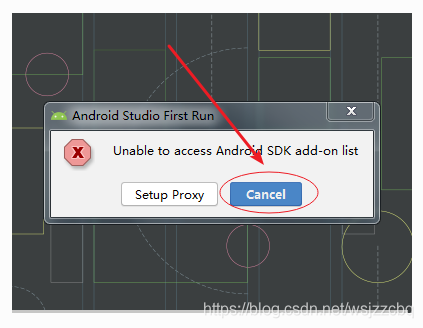 Android Studio First Run
x
X
Unable to access Android SDK add-on list
Setup Proxy
Cancel
https://blog.csdn.net/wsjzzcbq